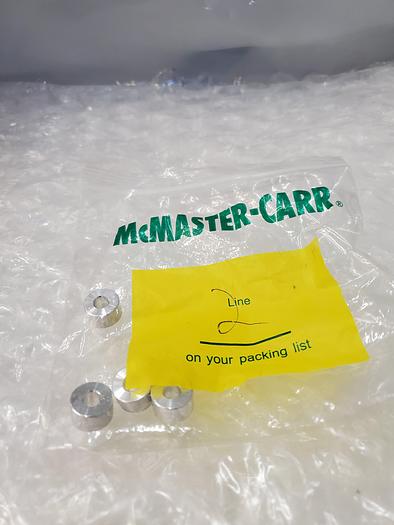 McMASTER-CARR®
Line
2
on your packing list